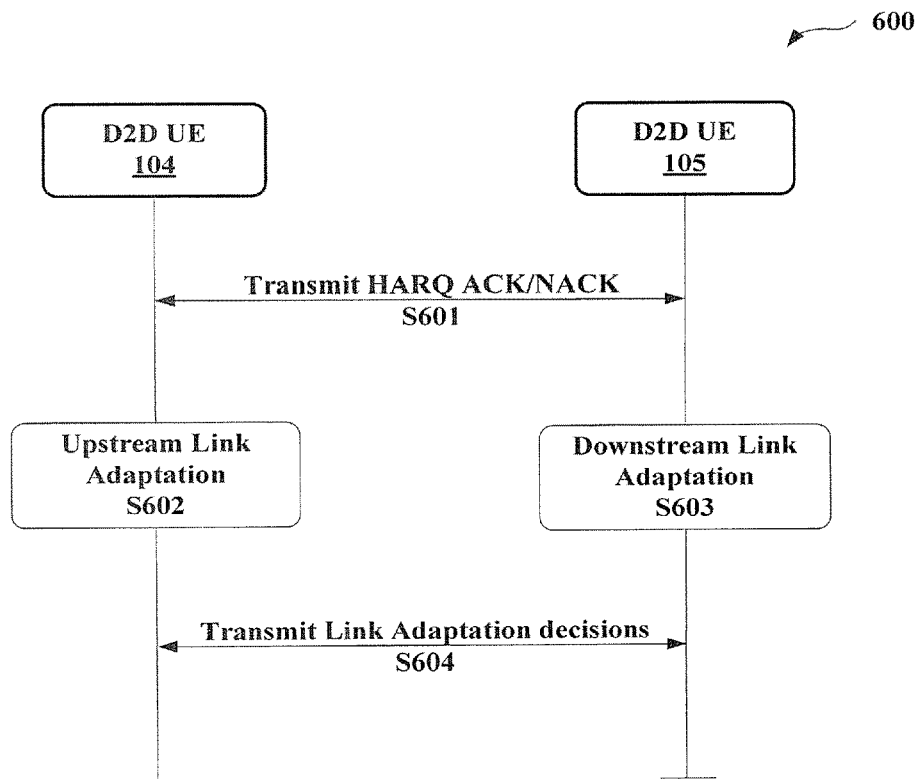 600
D2D UE
104
D2D UE
105
Transmit HARQ ACK/NACK
S601
Upstream Link
Adaptation
S602
Downstream Link
Adaptation
S603
Transmit Link Adaptation decisions
S604